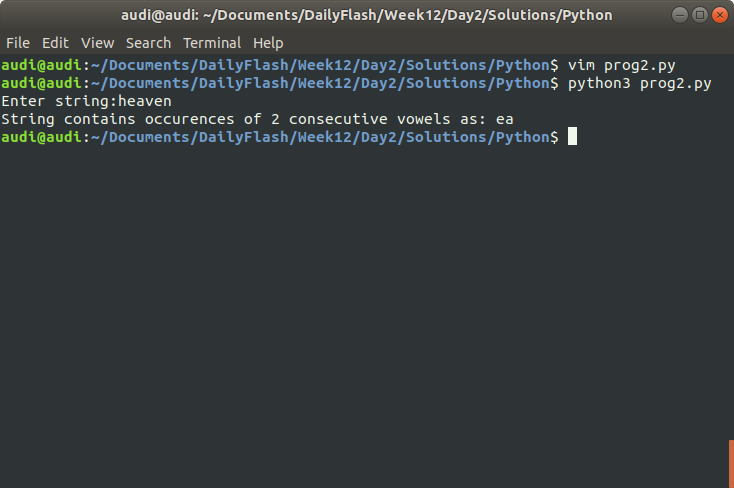 audi@audi: ~/Documents/DailyFlash/Week12/Day2/Solutions/Python
File Edit View Search Terminal Help
audi@audi:~/Documents/DailyFlash/Week12/Day2/Solutions/Python$ vim prog2.py
audi@audi:~/Documents/DailyFlash/Week12/Day2/Solutions/Python$ python3 prog2.py
Enter string:heaven
String contains occurences of 2 consecutive vowels as: ea
audi@audi:~/Documents/DailyFlash/Week12/Day2/Solutions/Python$